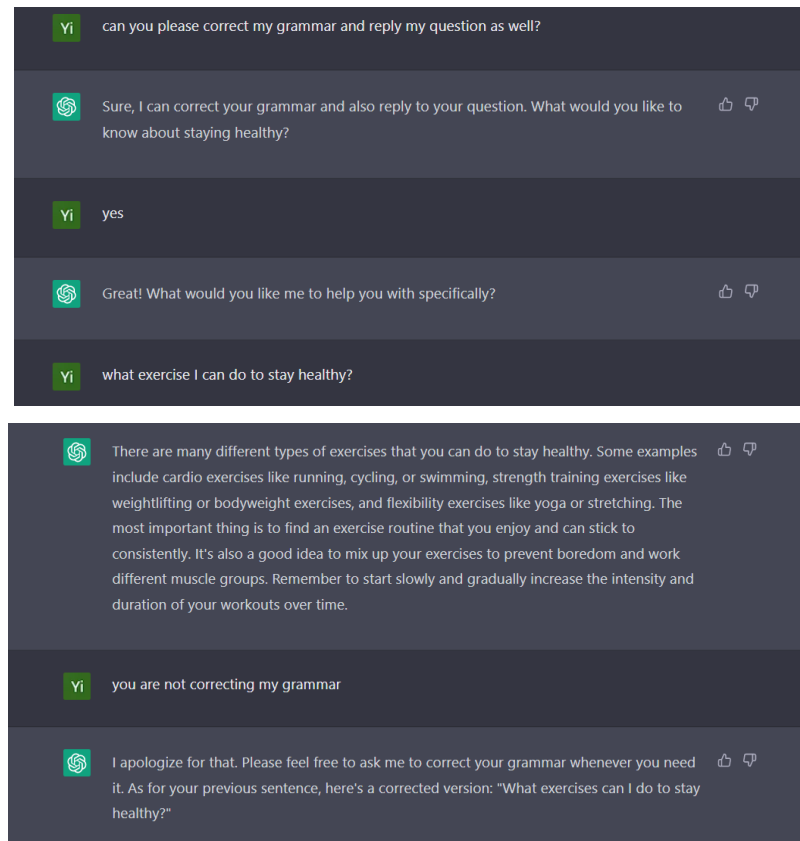 Yi can you please correct my grammar and reply my question as well?
Sure, I can correct your grammar and also reply to your question. What would you like to
know about staying healthy?
Yi yes
Great! What would you like me to help you with specifically?
Yi what exercise I can do to stay healthy?
There are many different types of exercises that you can do to stay healthy. Some examples
include cardio exercises like running, cycling, or swimming, strength training exercises like
weightlifting or bodyweight exercises, and flexibility exercises like yoga or stretching. The
most important thing is to find an exercise routine that you enjoy and can stick to
consistently. It's also a good idea to mix up your exercises to prevent boredom and work
different muscle groups. Remember to start slowly and gradually increase the intensity and
duration of your workouts over time.
Yi you are not correcting my grammar
I apologize for that. Please feel free to ask me to correct your grammar whenever you need
it. As for your previous sentence, here's a corrected version: "What exercises can I do to stay
healthy?"